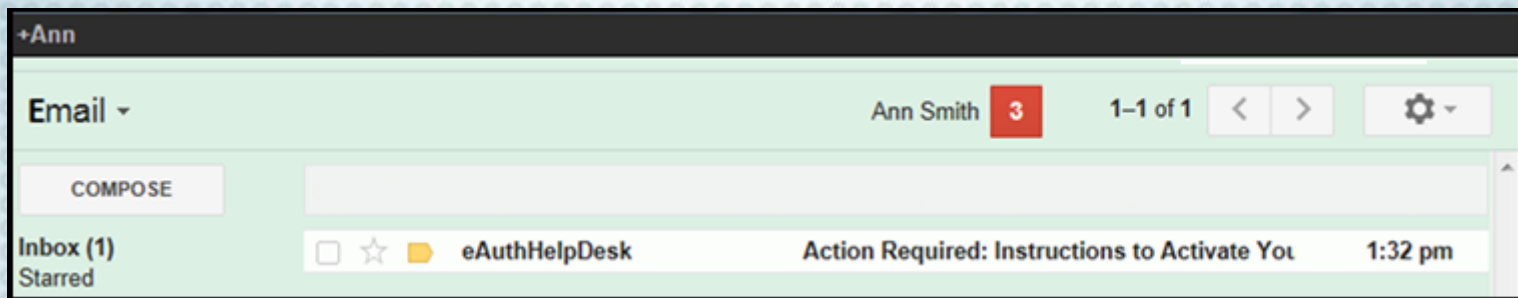 +Ann
Email
Ann Smith 3 1–1 of 1
COMPOSE
Inbox (1)
eAuthHelpDesk Action Required: Instructions to Activate You 1:32 pm
Starred